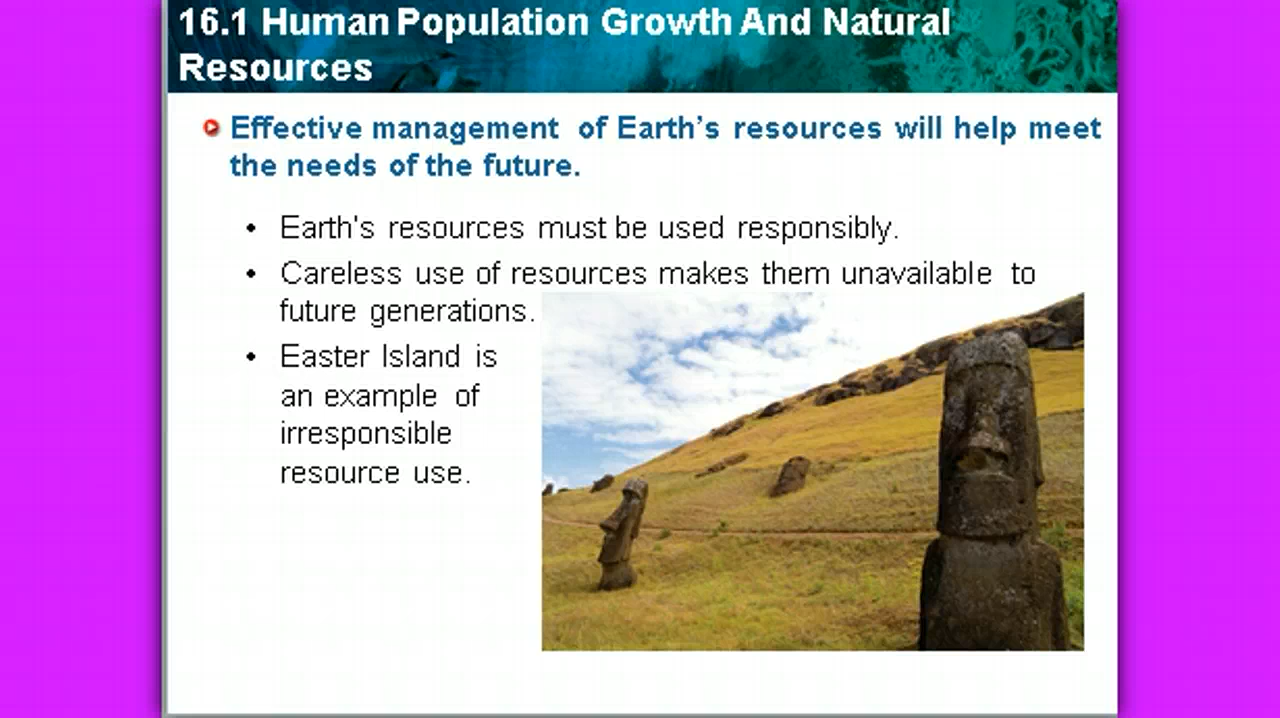 16.1 Human Population Growth And Natural
Resources
Effective management of Earth's resources will help meet
the needs of the future.
• Earth's resources must be used responsibly.
• Careless use of resources makes them unavailable to
future generations.
• Easter Island is
an example of
irresponsible
resource use.